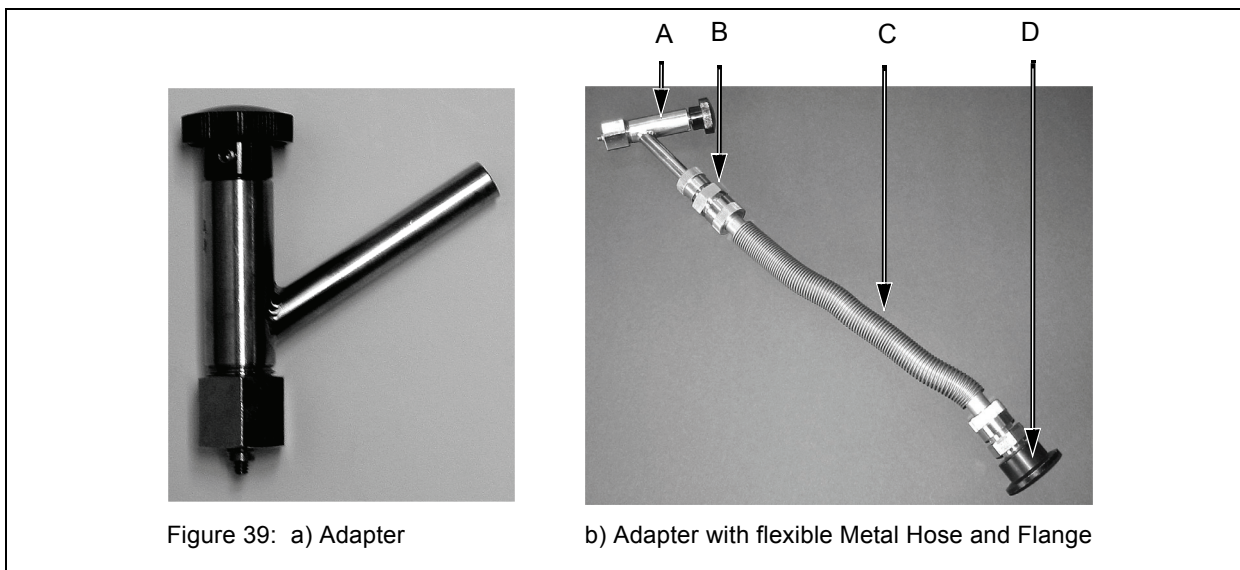 A B C D
Figure 39: a) Adapter
b) Adapter with flexible Metal Hose and Flange